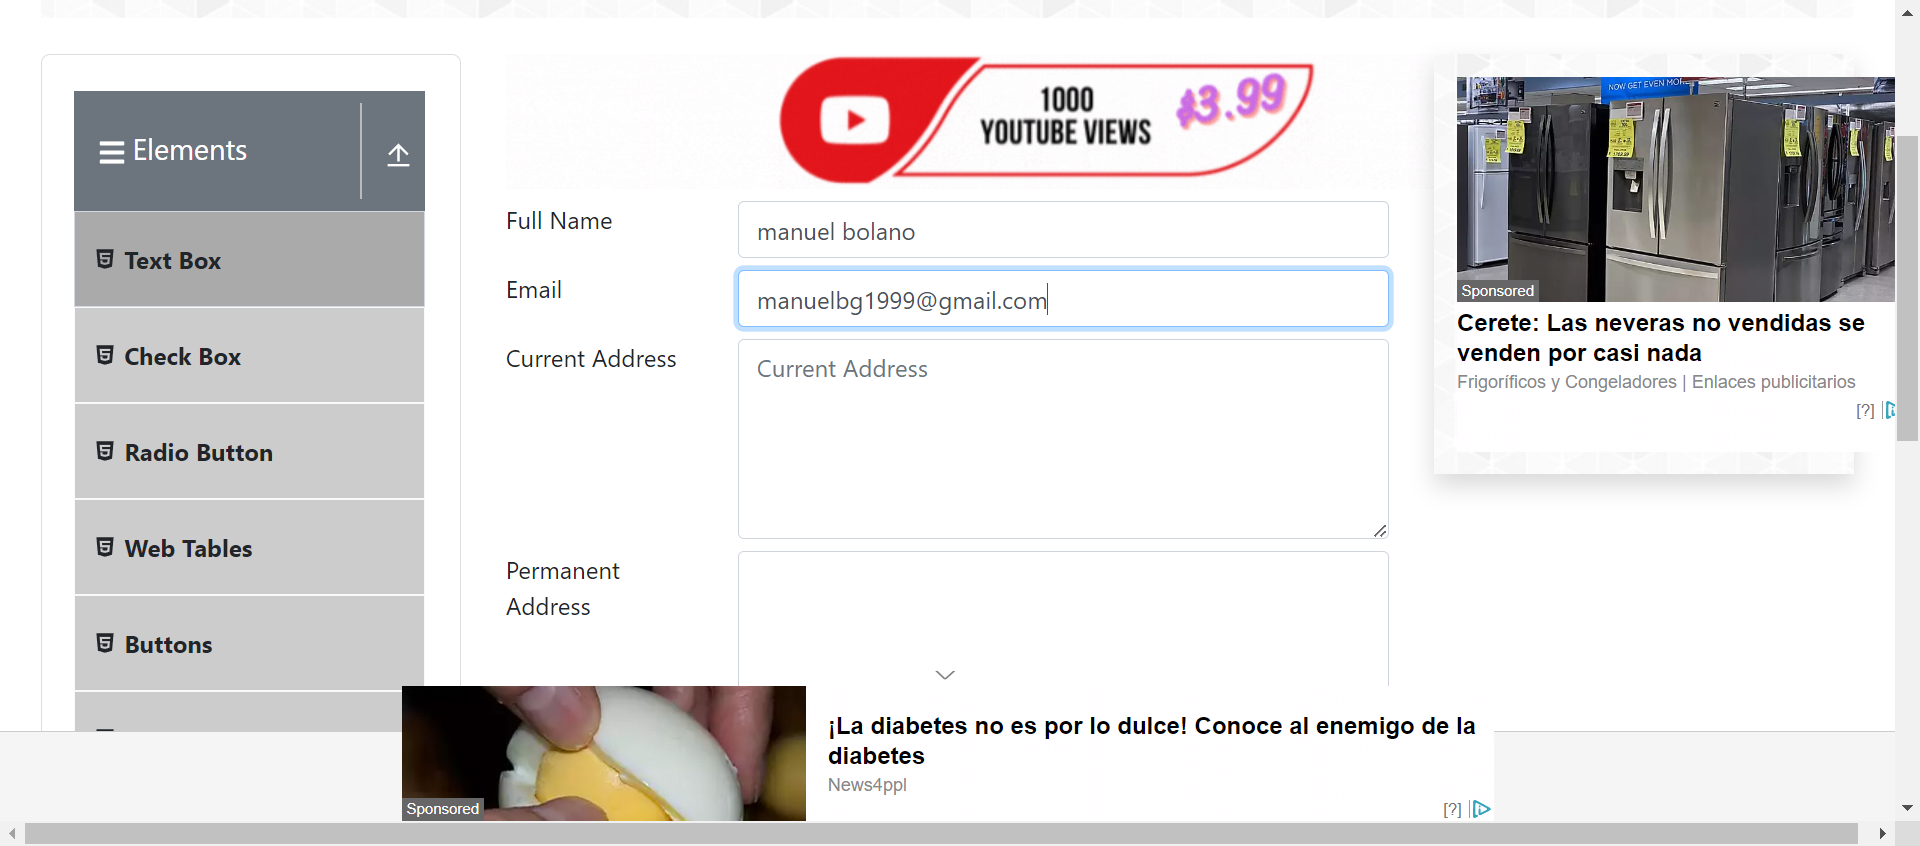 Elements
Text Box
Check Box
Radio Button
Web Tables
Buttons
1000
YOUTUBE VIEWS
$3.99
Full Name
manuel bolano
Email
manuelbg1999@gmail.com
Current Address
Current Address
Permanent
Address
NOW GET EVEN MOR
Sponsored
Cerete: Las neveras no vendidas se
venden por casi nada
Frigoríficos y Congeladores | Enlaces publicitarios
[?]
Sponsored
¡La diabetes no es por lo dulce! Conoce al enemigo de la
diabetes
News4ppl
[?]